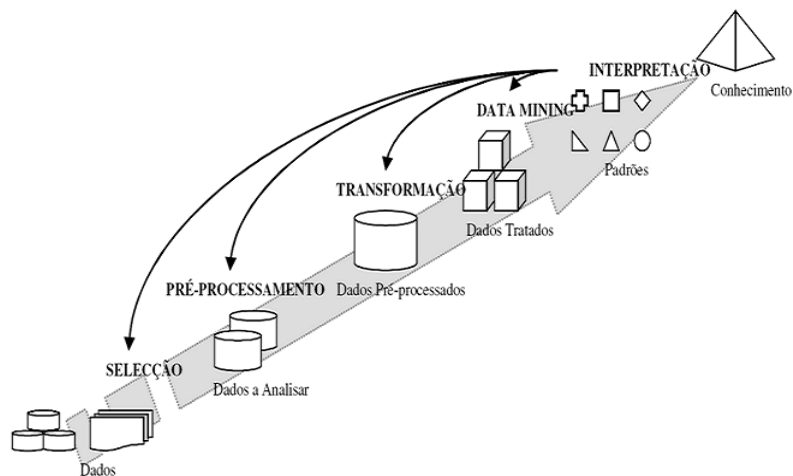 INTERPRETAÇÃO
Conhecimento
DATA MINING
Padrões
TRANSFORMAÇÃO
Dados Tratados
PRÉ-PROCESSAMENTO
Dados Pré-processados
SELECÇÃO
Dados a Analisar
Dados